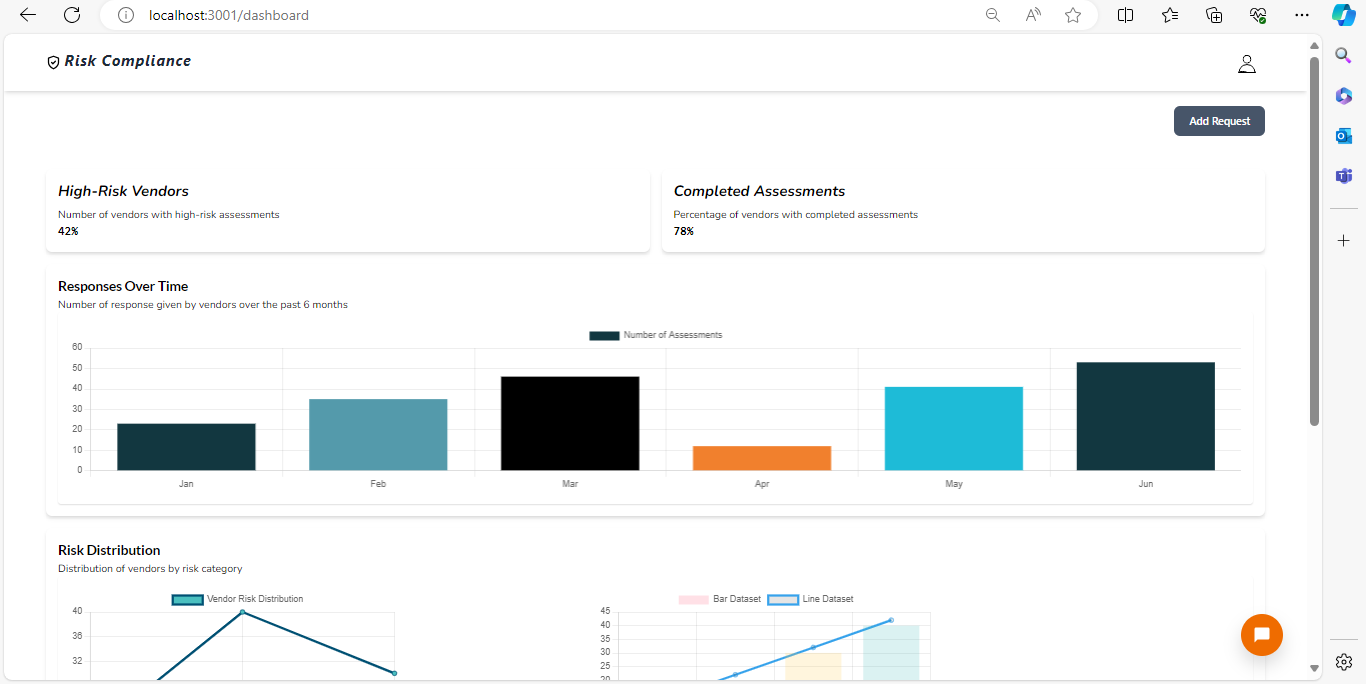 localhost:3001/dashboard
Risk Compliance
Add Request
High-Risk Vendors
Number of vendors with high-risk assessments
42%
Completed Assessments
Percentage of vendors with completed assessments
78%
Responses Over Time
Number of response given by vendors over the past 6 months
Number of Assessments
60
50
40
30
20
10
0
Jan Feb Mar Apr May Jun
Risk Distribution
Distribution of vendors by risk category
Vendor Risk Distribution
40
36
32
Bar Dataset Line Dataset
45
40
35
30
25
20